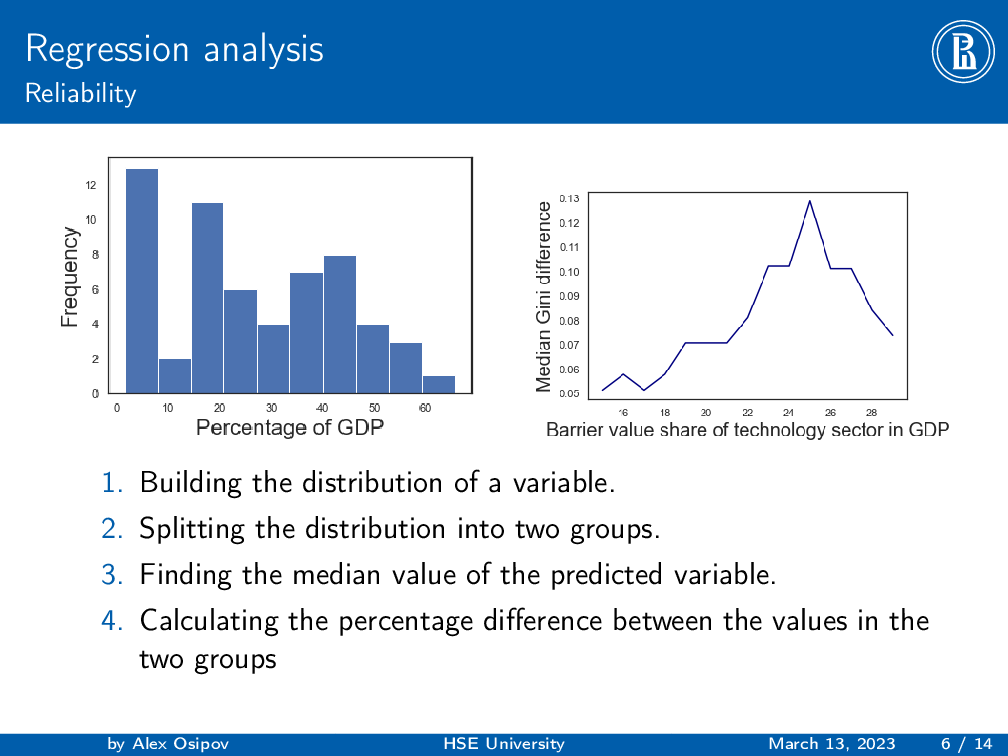 Regression analysis
Reliability
Frequency
12
10
8
6
4
2
0
0 10 20 30 40 50 60
Percentage of GDP
Median Gini difference
0.13
0.12
0.11
0.10
0.09
0.08
0.07
0.06
0.05
16 18 20 22 24 26 28
Barrier value share of technology sector in GDP
1. Building the distribution of a variable.
2. Splitting the distribution into two groups.
3. Finding the median value of the predicted variable.
4. Calculating the percentage difference between the values in the
two groups
by Alex Osipov HSE University March 13, 2023 6 / 14